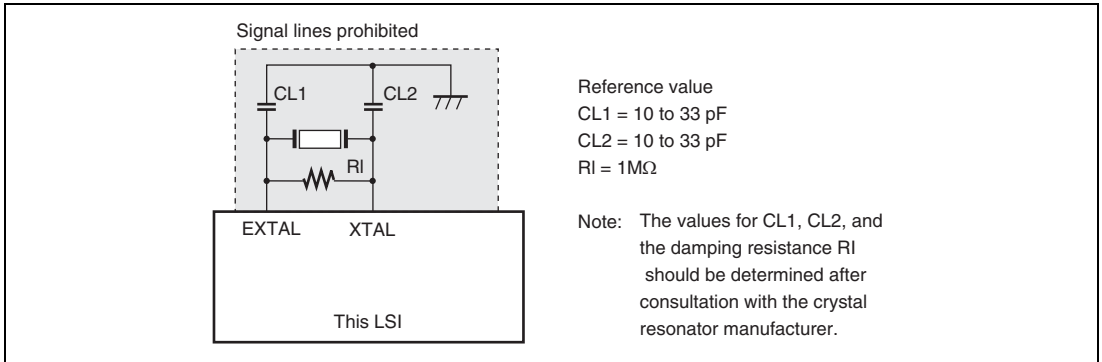 Signal lines prohibited
CL1
CL2
RI
EXTAL
XTAL
This LSI
Reference value
CL1 = 10 to 33 pF
CL2 = 10 to 33 pF
RI = 1MΩ
Note: The values for CL1, CL2, and
the damping resistance RI
should be determined after
consultation with the crystal
resonator manufacturer.